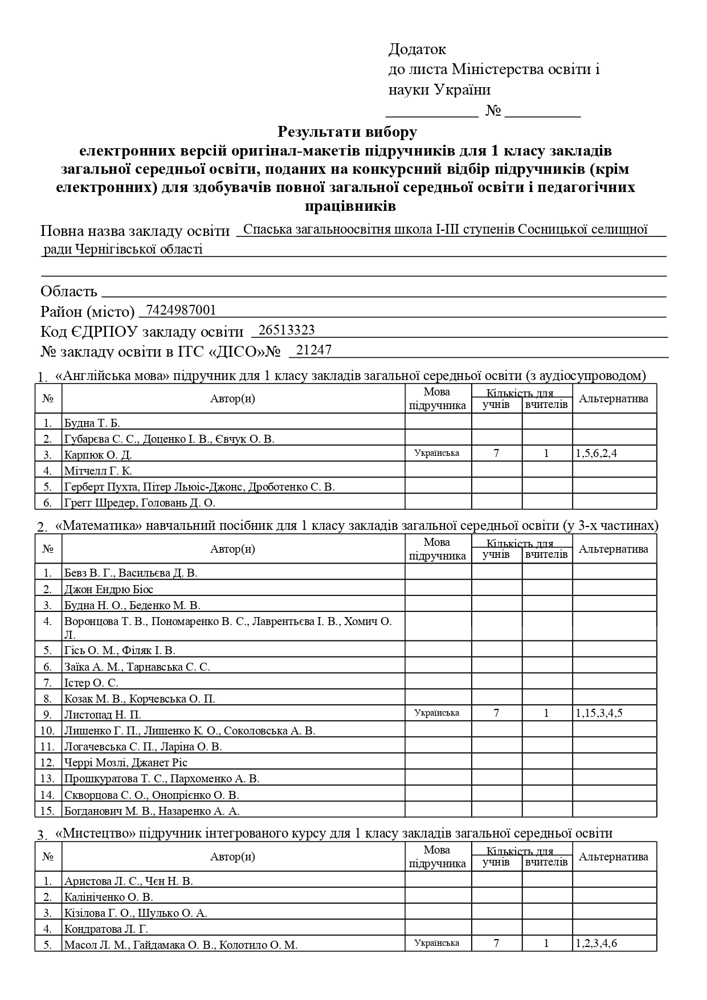 Додаток
до листа Міністерства освіти і
науки України
____________ № __________
Результати вибору
електронних версій оригінал-макетів підручників для 1 класу закладів
загальної середньої освіти, поданих на конкурсний відбір підручників (крім
електронних) для здобувачів повної загальної середньої освіти і педагогічних
працівників
Повна назва закладу освіти Спаська загальноосвітня школа І-ІІІ ступенів Сосницької селищної
ради Чернігівської області
Область
Район (місто) 7424987001
Код ЄДРПОУ закладу освіти 26513323
№ закладу освіти в ІТС «ДІСО»№ 21247
1. «Англійська мова» підручник для 1 класу закладів загальної середньої освіти (з аудіосупроводом)
№ Автор(и) Мова підручника Кількість для учнів вчителів Альтернатива
1. Будна Т. Б.
2. Губарєва С. С., Доценко І. В., Євчук О. В.
3. Карпюк О. Д. Українська 7 1 1,5,6,2,4
4. Мітчелл Г. К.
5. Герберт Пухта, Пітер Льюіс-Джонс, Дроботенко С. В.
6. Грегг Шредер, Головань Д. О.
2. «Математика» навчальний посібник для 1 класу закладів загальної середньої освіти (у 3-х частинах)
№ Автор(и) Мова підручника Кількість для учнів вчителів Альтернатива
1. Бевз В. Г., Васильєва Д. В.
2. Джон Ендрю Біос
3. Будна Н. О., Беденко М. В.
4. Воронцова Т. В., Пономаренко В. С., Лаврентьєва І. В., Хомич О.
Л.
5. Гісь О. М., Філяк І. В.
6. Заїка А. М., Тарнавська С. С.
7. Істер О. С.
8. Козак М. В., Корчевська О. П.
9. Листопад Н. П. Українська 7 1 1,15,3,4,5
10. Лишенко Г. П., Лишенко К. О., Соколовська А. В.
11. Логачевська С. П., Ларіна О. В.
12. Черрі Мозлі, Джанет Ріс
13. Прошкуратова Т. С., Пархоменко А. В.
14. Скворцова С. О., Онопрієнко О. В.
15. Богданович М. В., Назаренко А. А.
3. «Мистецтво» підручник інтегрованого курсу для 1 класу закладів загальної середньої освіти
№ Автор(и) Мова підручника Кількість для учнів вчителів Альтернатива
1. Аристова Л. С., Чєн Н. В.
2. Калініченко О. В.
3. Кізілова Г. О., Шулько О. А.
4. Кондратова Л. Г.
5. Масол Л. М., Гайдамака О. В., Колотило О. М. Українська 7 1 1,2,3,4,6